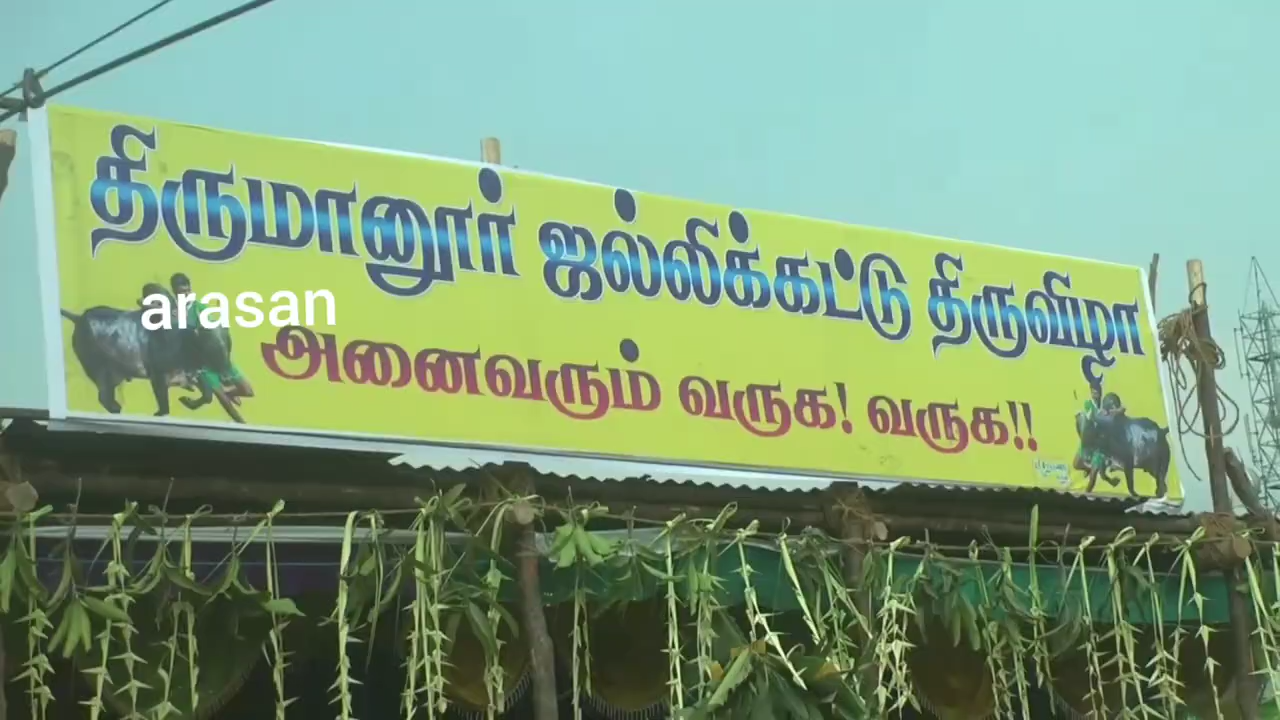 திருமானூர் ஜல்லிக்கட்டு திருவிழா
arasan
அனைவரும் வருக! வருக!!